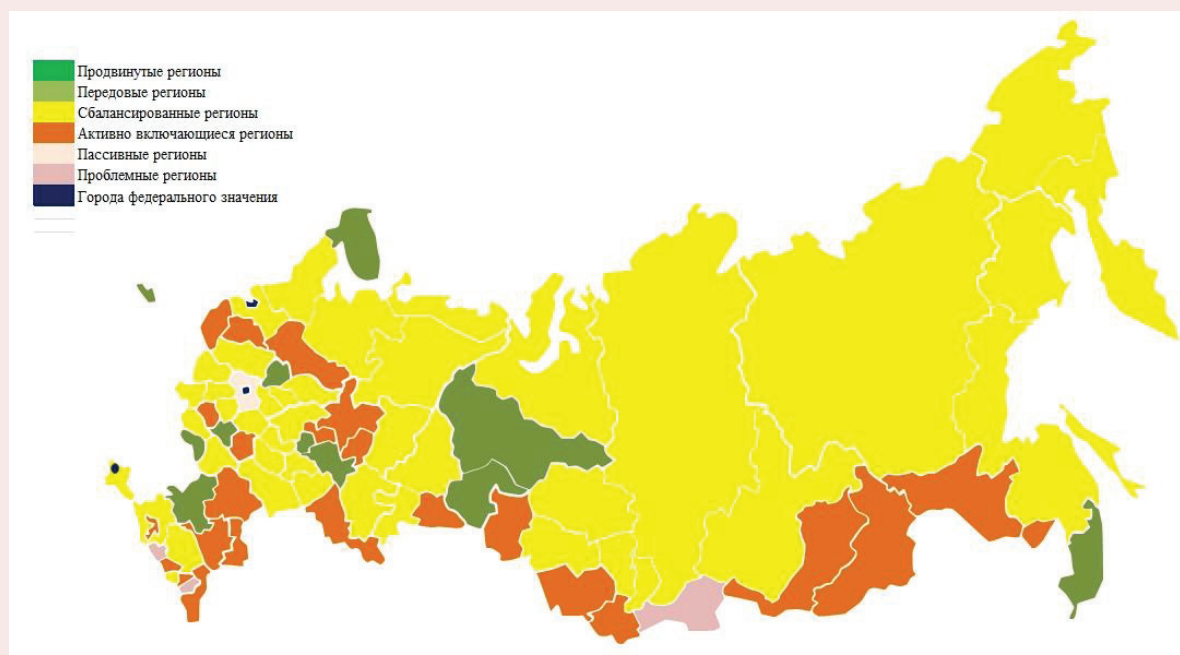 Продвинутые регионы
Передовые регионы
Сбалансированные регионы
Активно включающиеся регионы
Пассивные регионы
Проблемные регионы
Города федерального значения